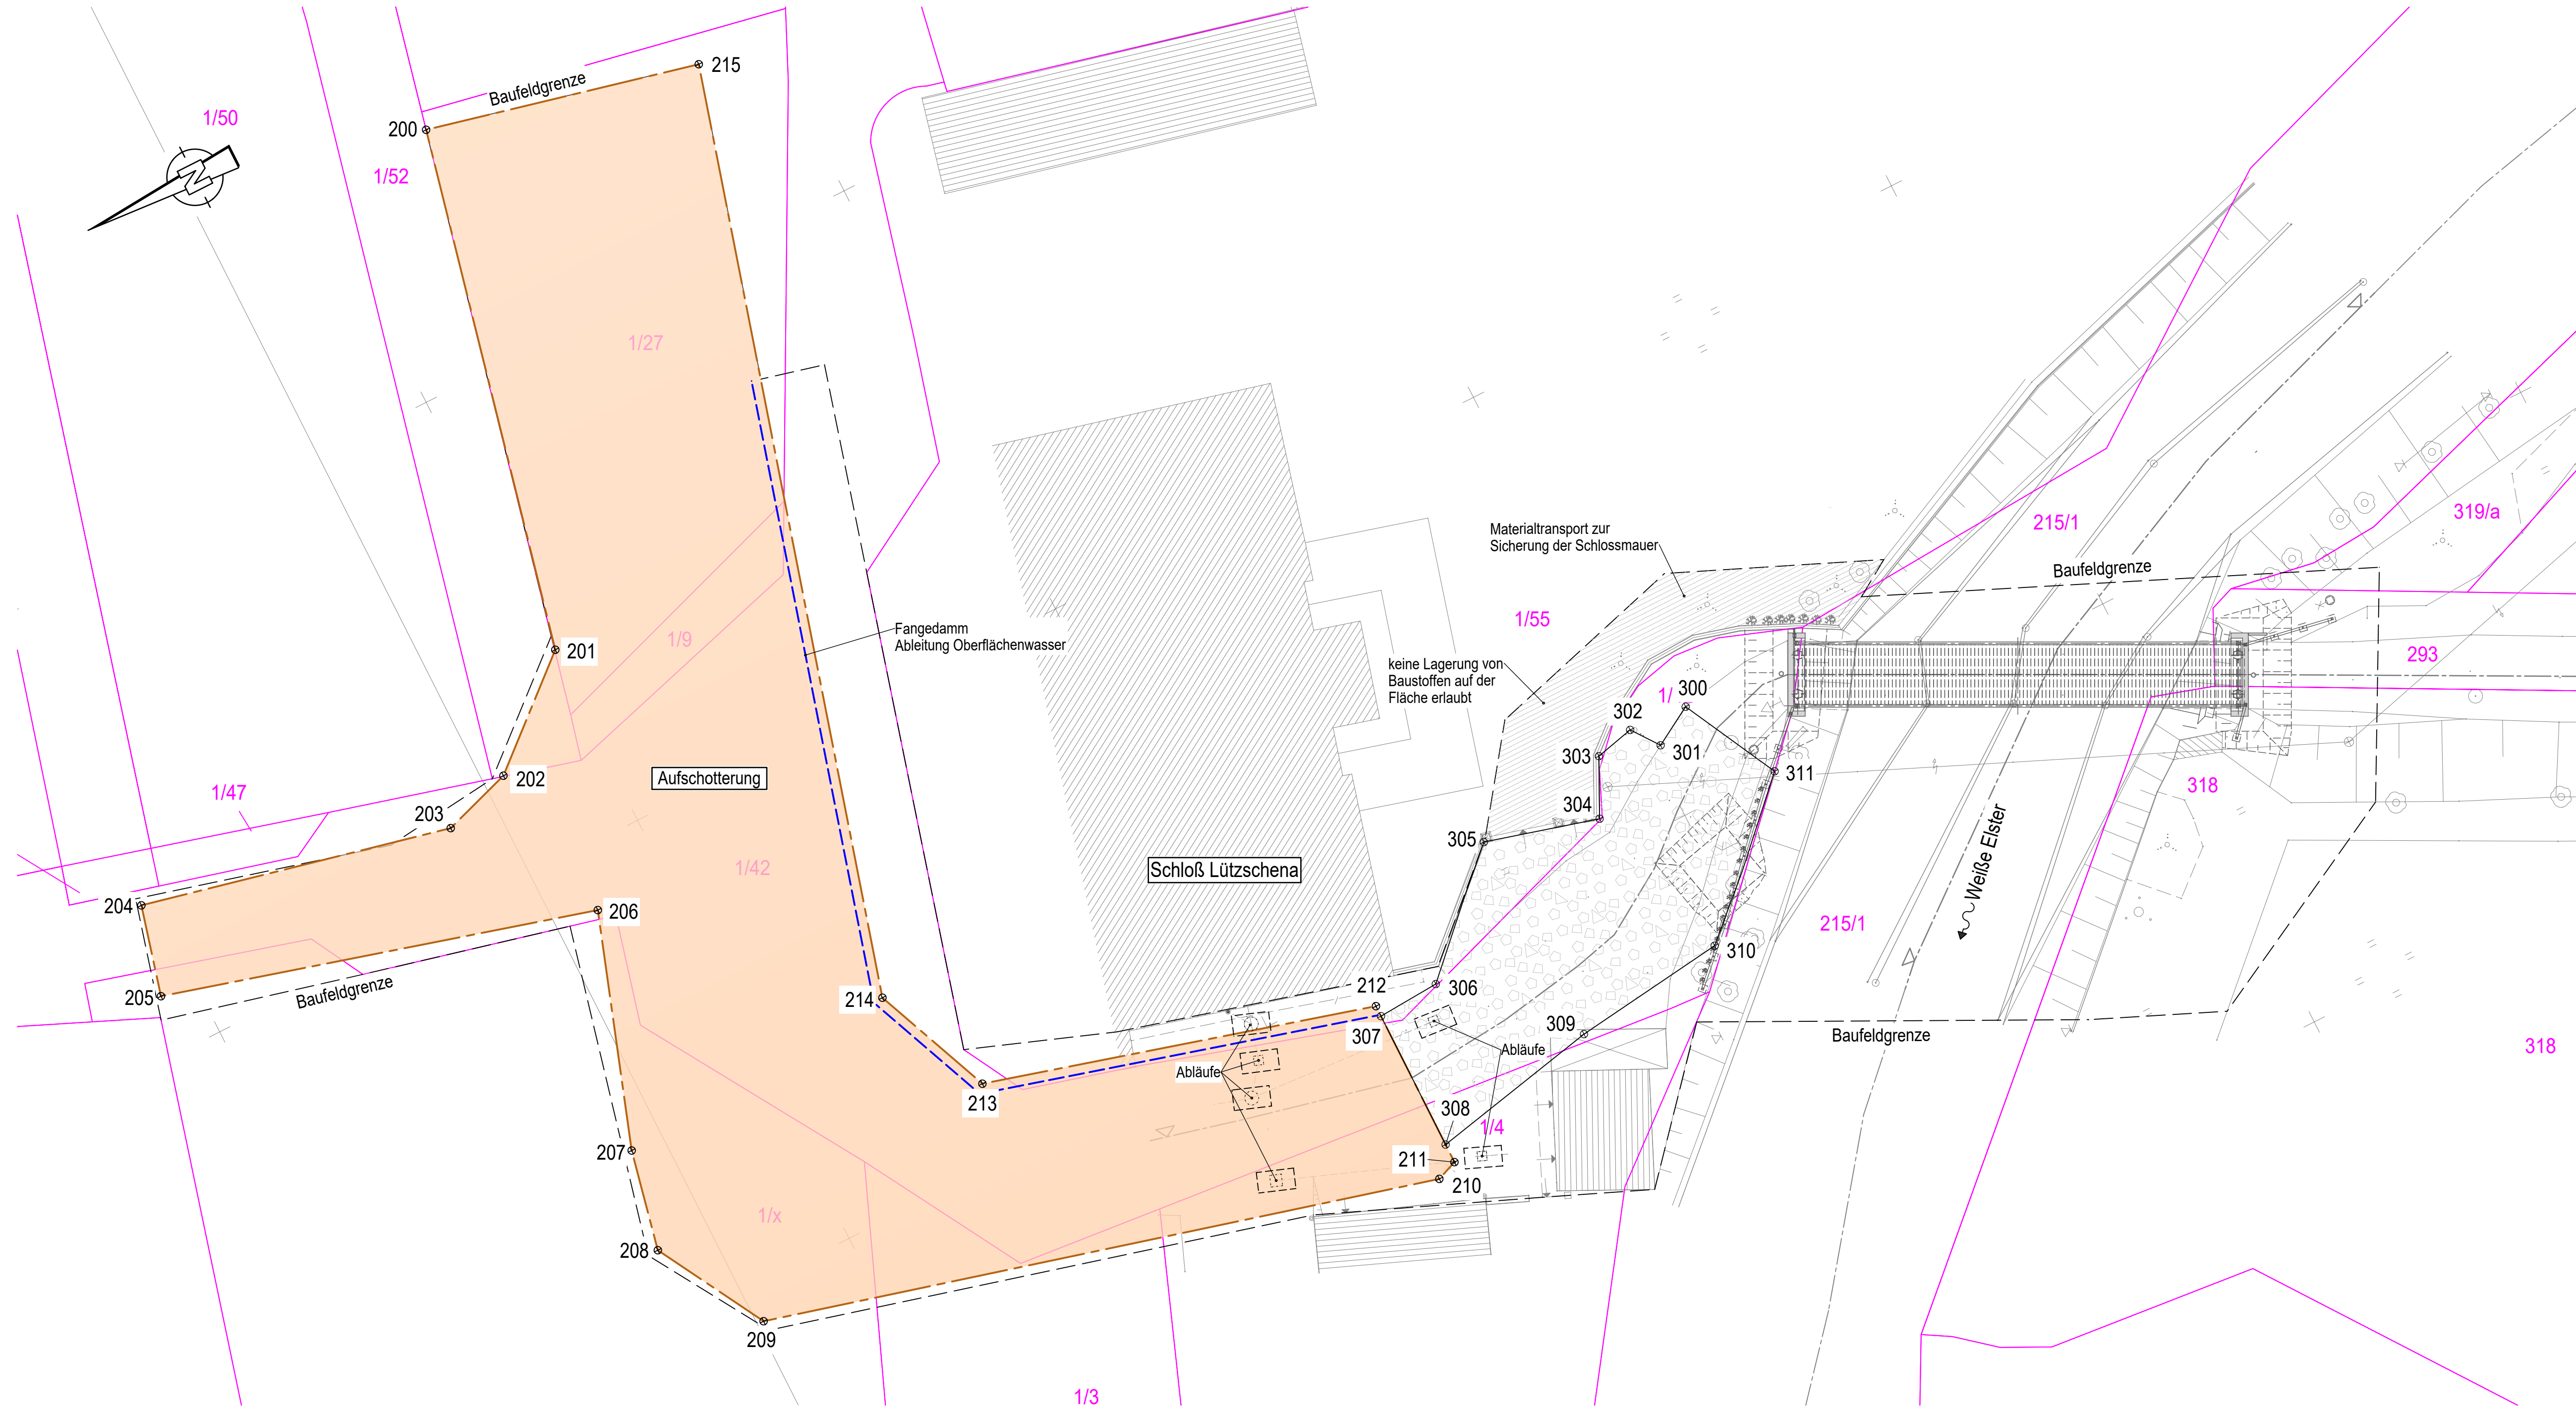 215
Baufeldgrenze
200
1/50
1/52
N
1/27
Materialtransport zur
Sicherung der Schlossmauer
215/1
319/a
Baufeldgrenze
1/55
Fangedamm
Ableitung Oberflächenwasser
1/9
201
keine Lagerung von
Baustoffen auf der
Fläche erlaubt
293
1/
300
302
301
303
311
Aufschotterung
202
1/47
318
203
304
305
1/42
Schloß Lützschena
Weiße Elster
204
206
215/1
310
205
Baufeldgrenze
214
212
306
307
309
Baufeldgrenze
318
Abläufe
Abläufe
213
308
1/4
207
211
210
1/x
208
209
1/3